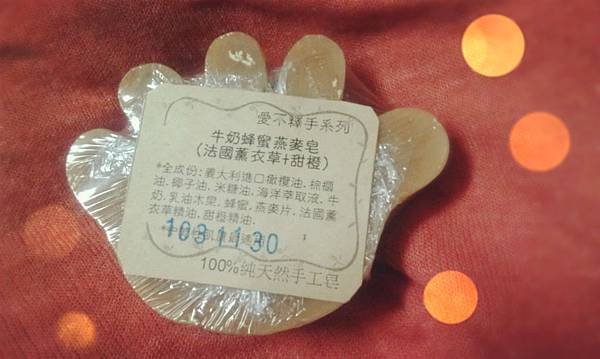 愛不釋手系列
牛奶蜂蜜燕麥皂
(法國薰衣草+甜橙)
*全成份:義大利進口橄欖油.棕櫚
油.椰子油.米糠油.海洋萃取液.牛
奶.乳油木果.蜂蜜.燕麥片.法國薰
衣草精油.甜橙精油.
103 11 30
100%純天然手工皂